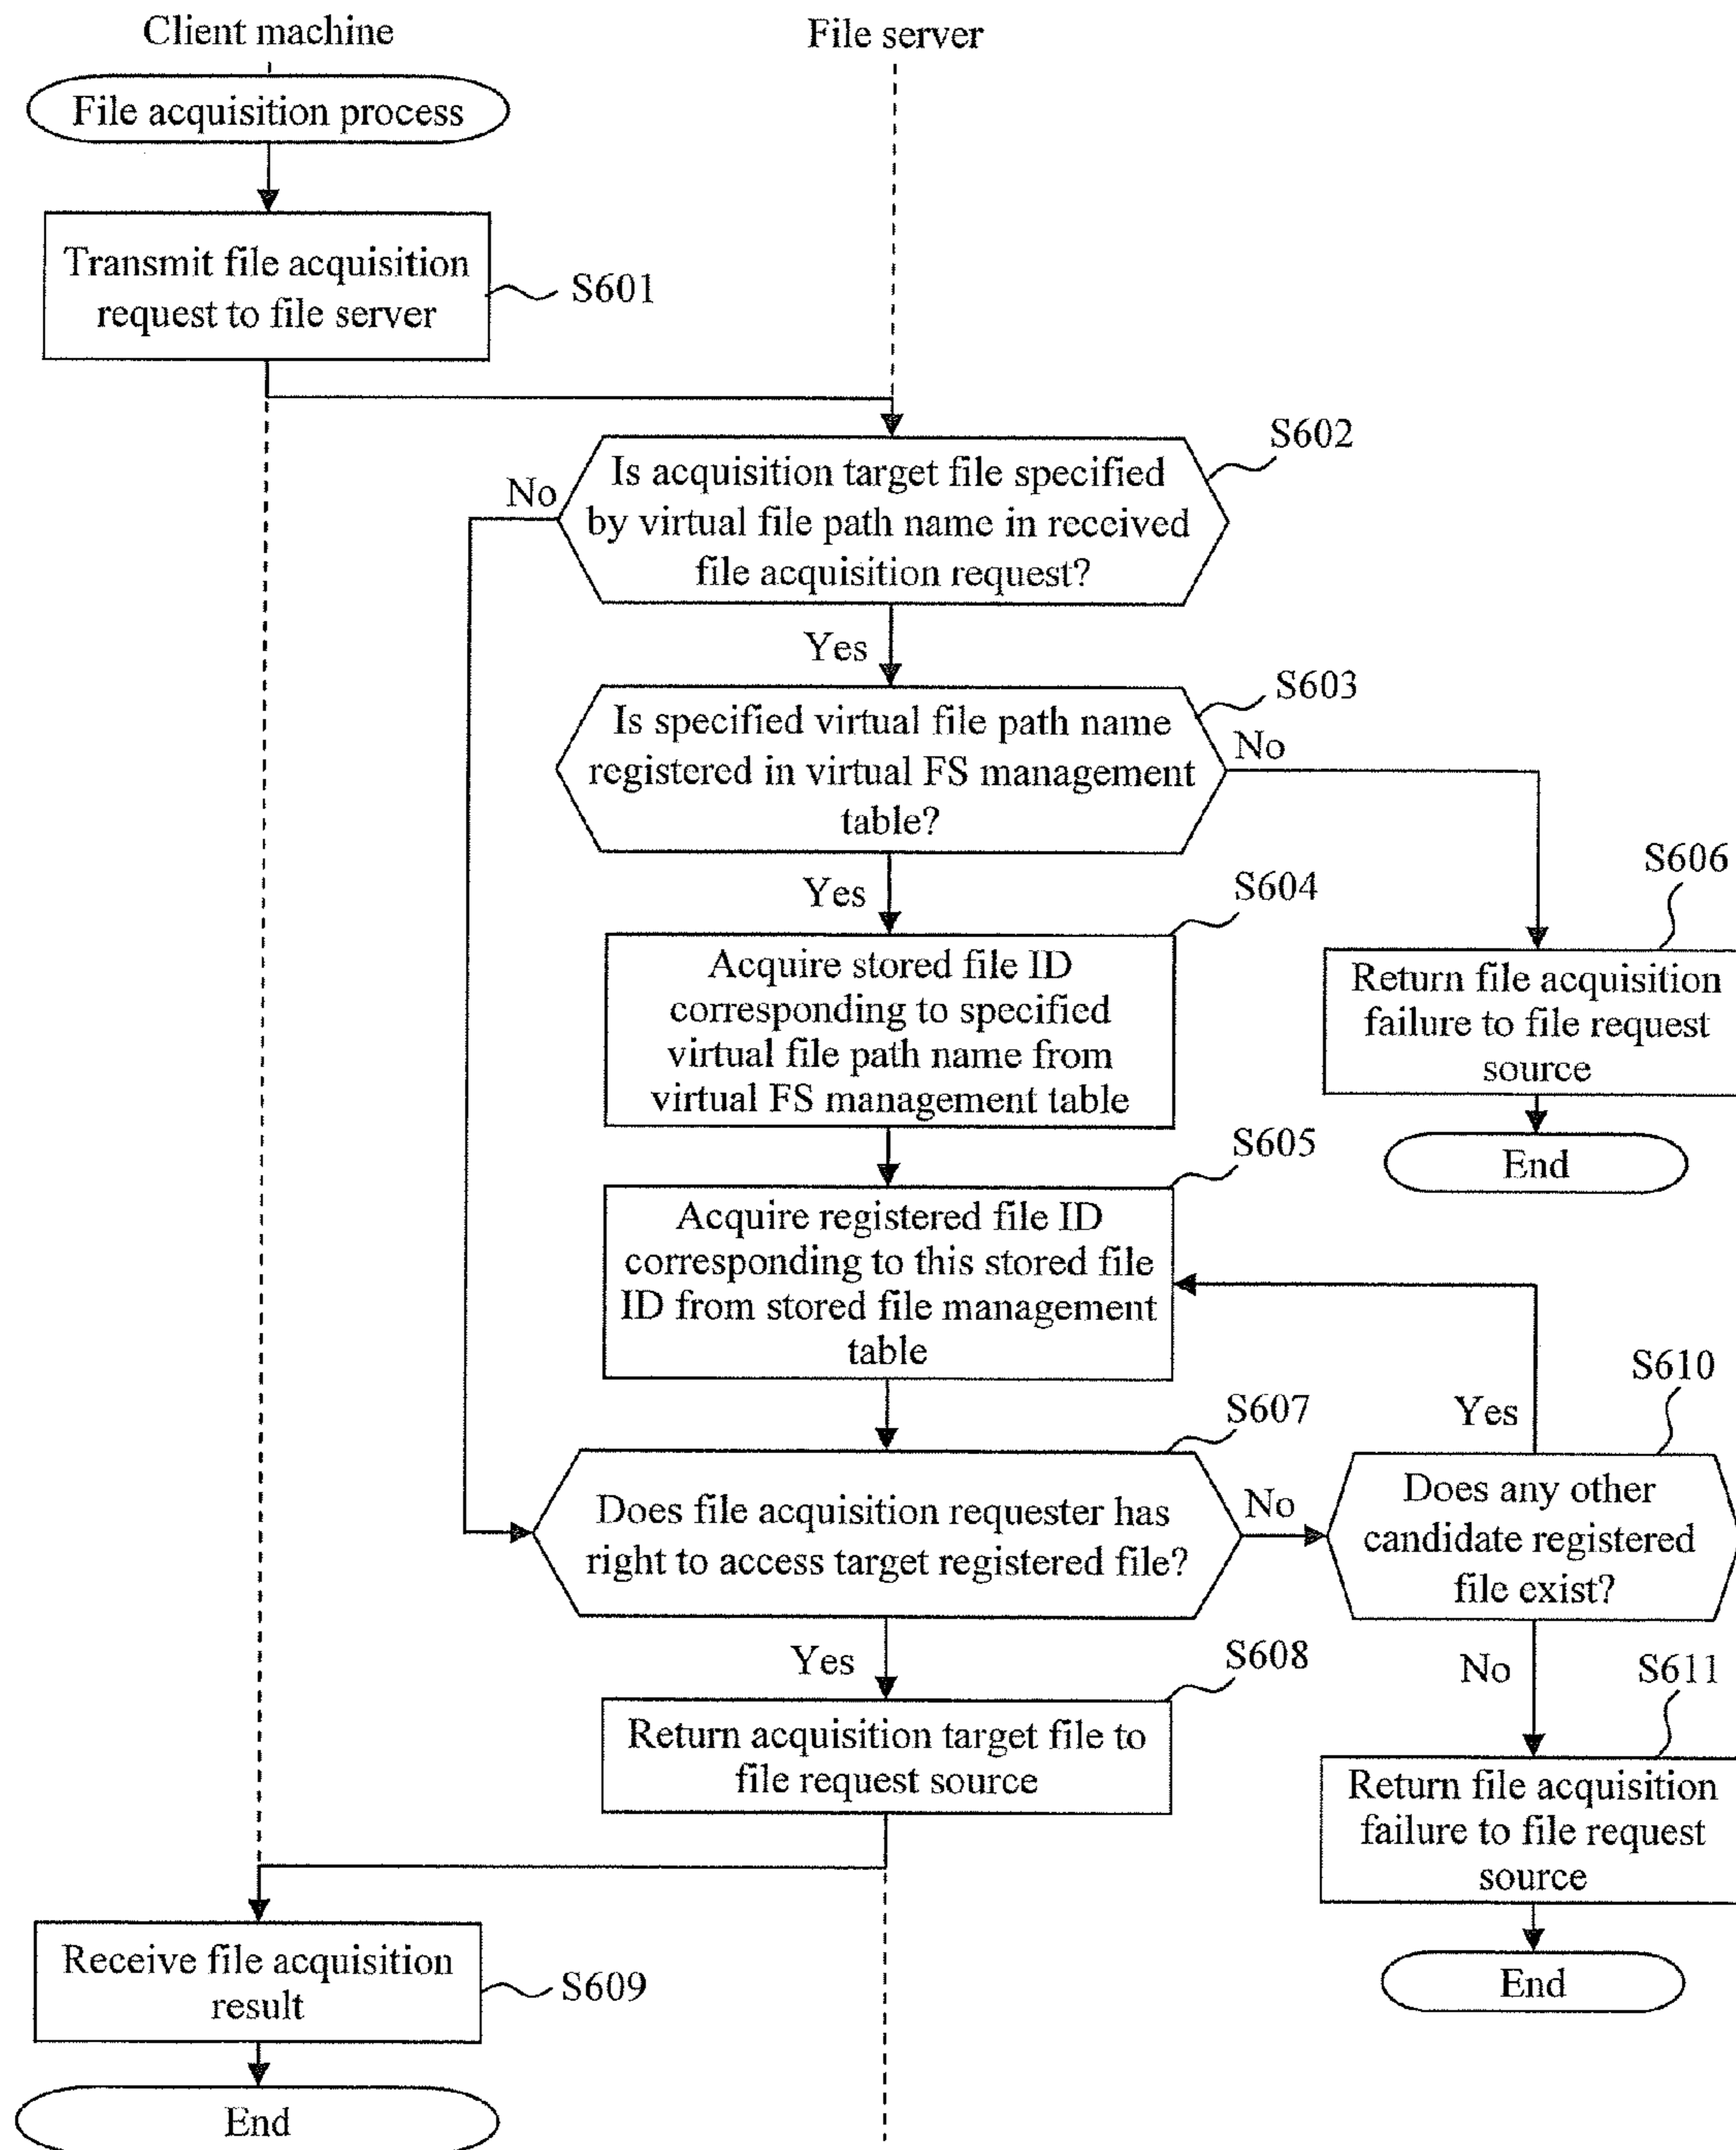 Client machine
File server
File acquisition process
Transmit file acquisition
request to file server
S601
S602
Is acquisition target file specified
by virtual file path name in received
file acquisition request?
No
Yes
S603
Is specified virtual file path name
registered in virtual FS management
table?
No
Yes
S604
Acquire stored file ID
corresponding to specified
virtual file path name from
virtual FS management table
S606
Return file acquisition
failure to file request
source
End
S605
Acquire registered file ID
corresponding to this stored file
ID from stored file management
table
S607
Does file acquisition requester has
right to access target registered file?
No
Yes
S610
Does any other
candidate registered
file exist?
Yes
No
S608
Return acquisition target file to
file request source
S611
Return file acquisition
failure to file request
source
End
Receive file acquisition
result
S609
End